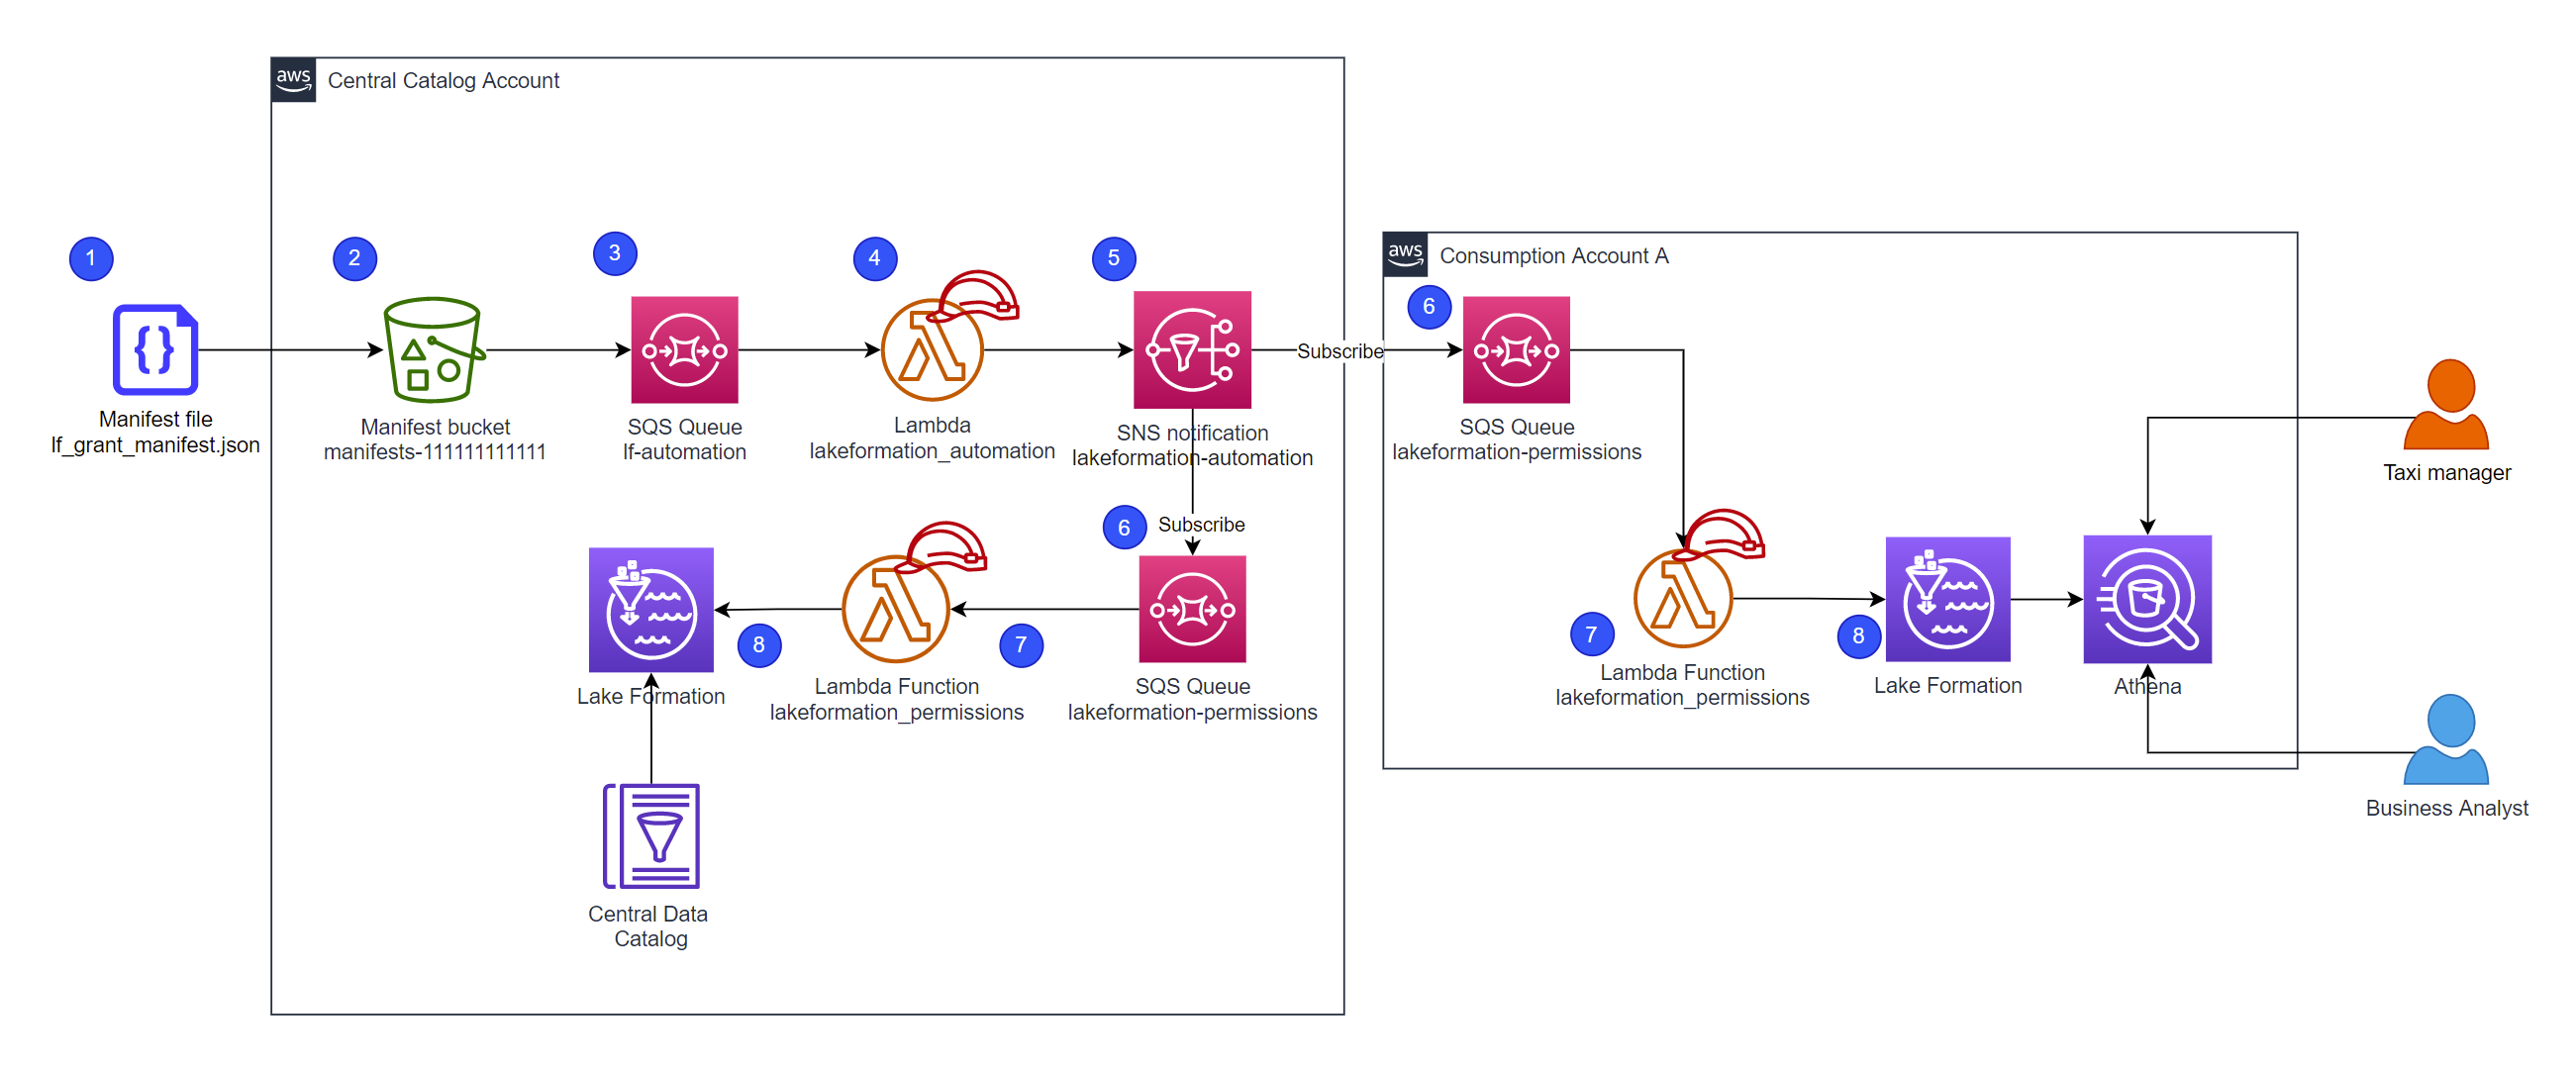 aws
Central Catalog Account
1
2
3
4
5
Manifest file
lf_grant_manifest.json
Manifest bucket
manifests-111111111111
SQS Queue
lf-automation
Lambda
lakeformation_automation
SNS notification
lakeformation-automation
Subscribe
Subscribe
6
SQS Queue
lakeformation-permissions
7
Lambda Function
lakeformation_permissions
8
Lake Formation
Central Data
Catalog
aws
Consumption Account A
6
SQS Queue
lakeformation-permissions
7
Lambda Function
lakeformation_permissions
8
Lake Formation
Athena
Taxi manager
Business Analyst